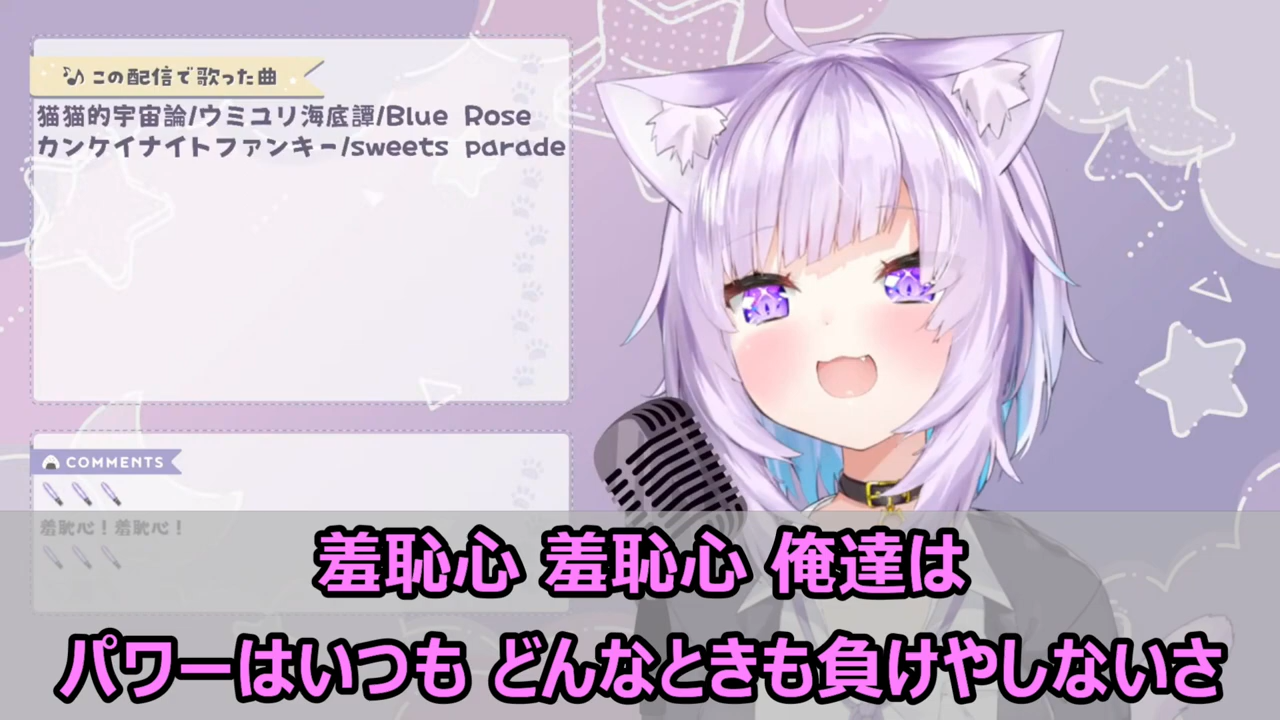 この配信で歌った曲
猫猫的宇宙論/ウミユリ海底譚/Blue Rose
カンケイナイトファンキー/sweets parade
COMMENTS
羞恥心!羞恥心!
羞恥心 羞恥心 俺達は
パワーはいつも どんなときも負けやしないさ